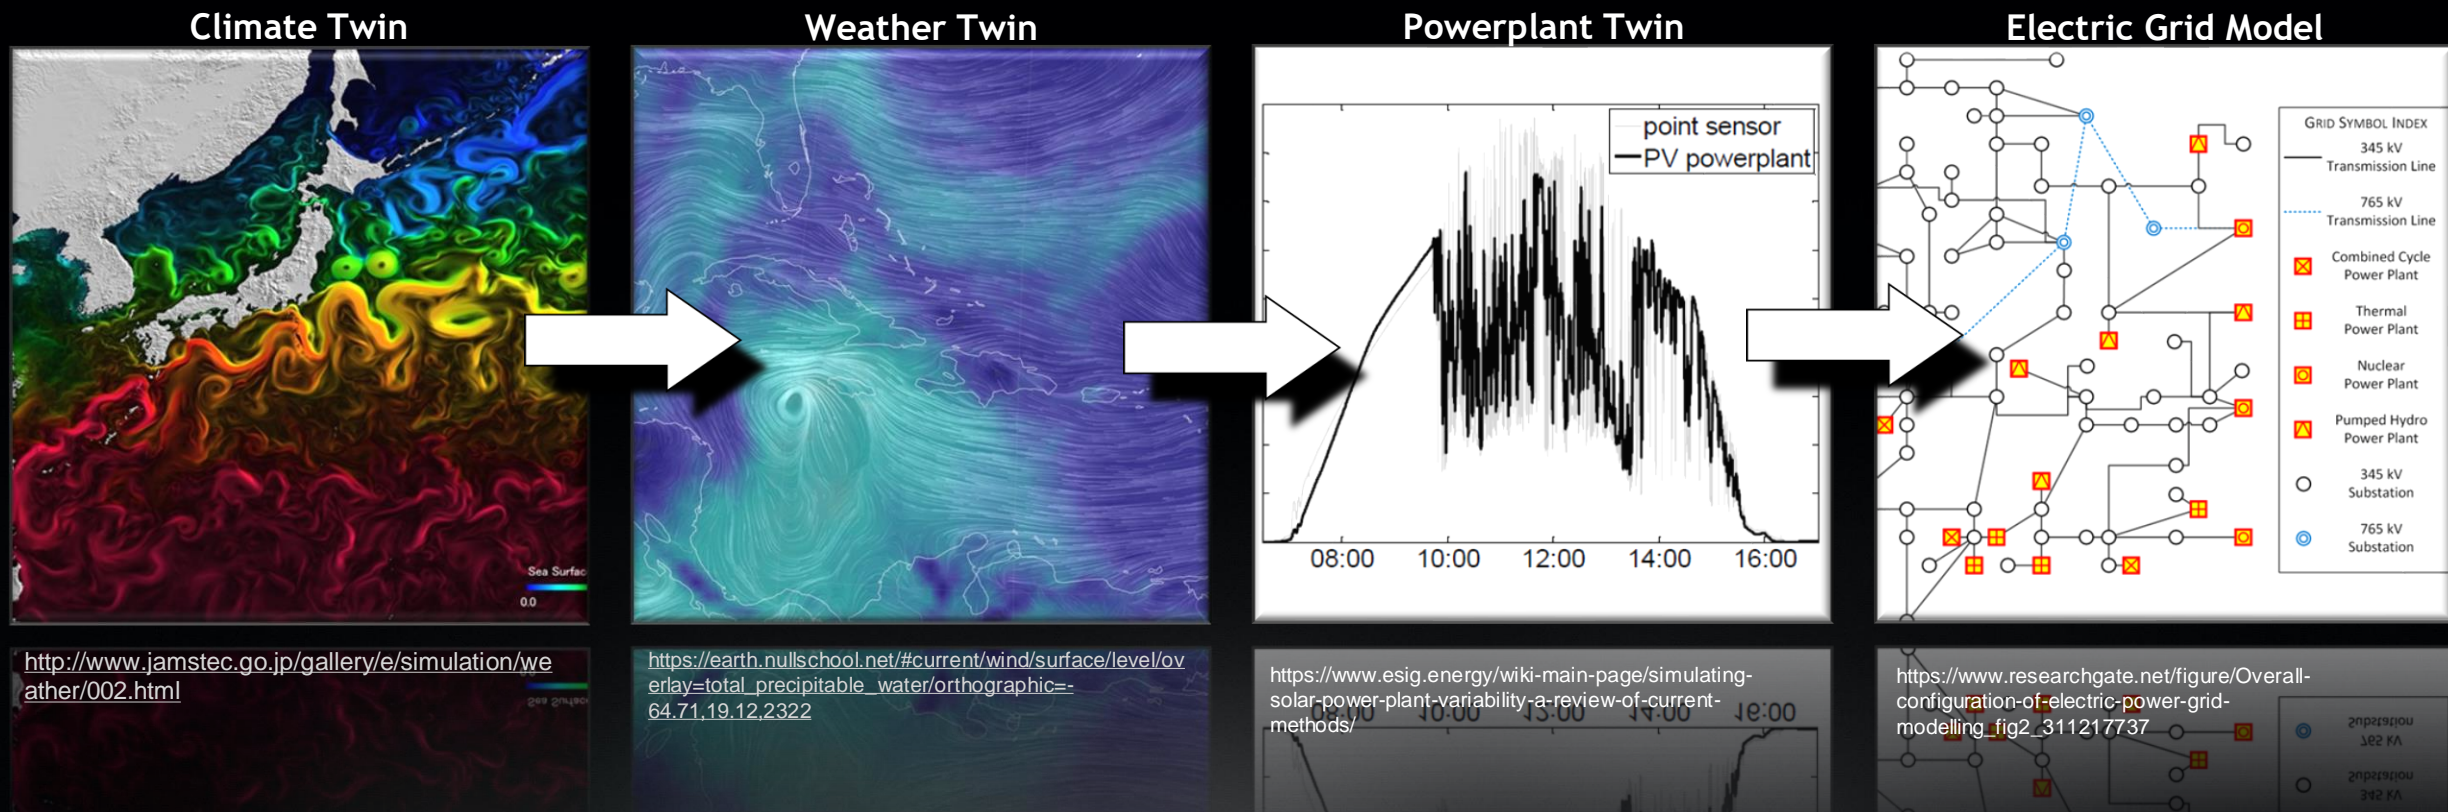 Climate Twin
Weather Twin
Powerplant Twin
Electric Grid Model
Sea Surfac
0.0
point sensor
PV powerplant
08:00
10:00
12:00
14:00
16:00
GRID SYMBOL INDEX
345 kV
Transmission Line
765 kV
Transmission Line
Combined Cycle
Power Plant
Thermal
Power Plant
Nuclear
Power Plant
Pumped Hydro
Power Plant
345 kV
Substation
765 kV
Substation
http://www.jamstec.go.jp/gallery/e/simulation/we
ather/002.html
https://earth.nullschool.net/#current/wind/surface/level/ov
erlay=total_precipitable_water/orthographic=-
64.71,19.12,2322
https://www.esig.energy/wiki-main-page/simulating-
solar-power-plant-variability-a-review-of-current-
methods/
https://www.researchgate.net/figure/Overall-
configuration-of-electric-power-grid-
modelling_fig2_311217737